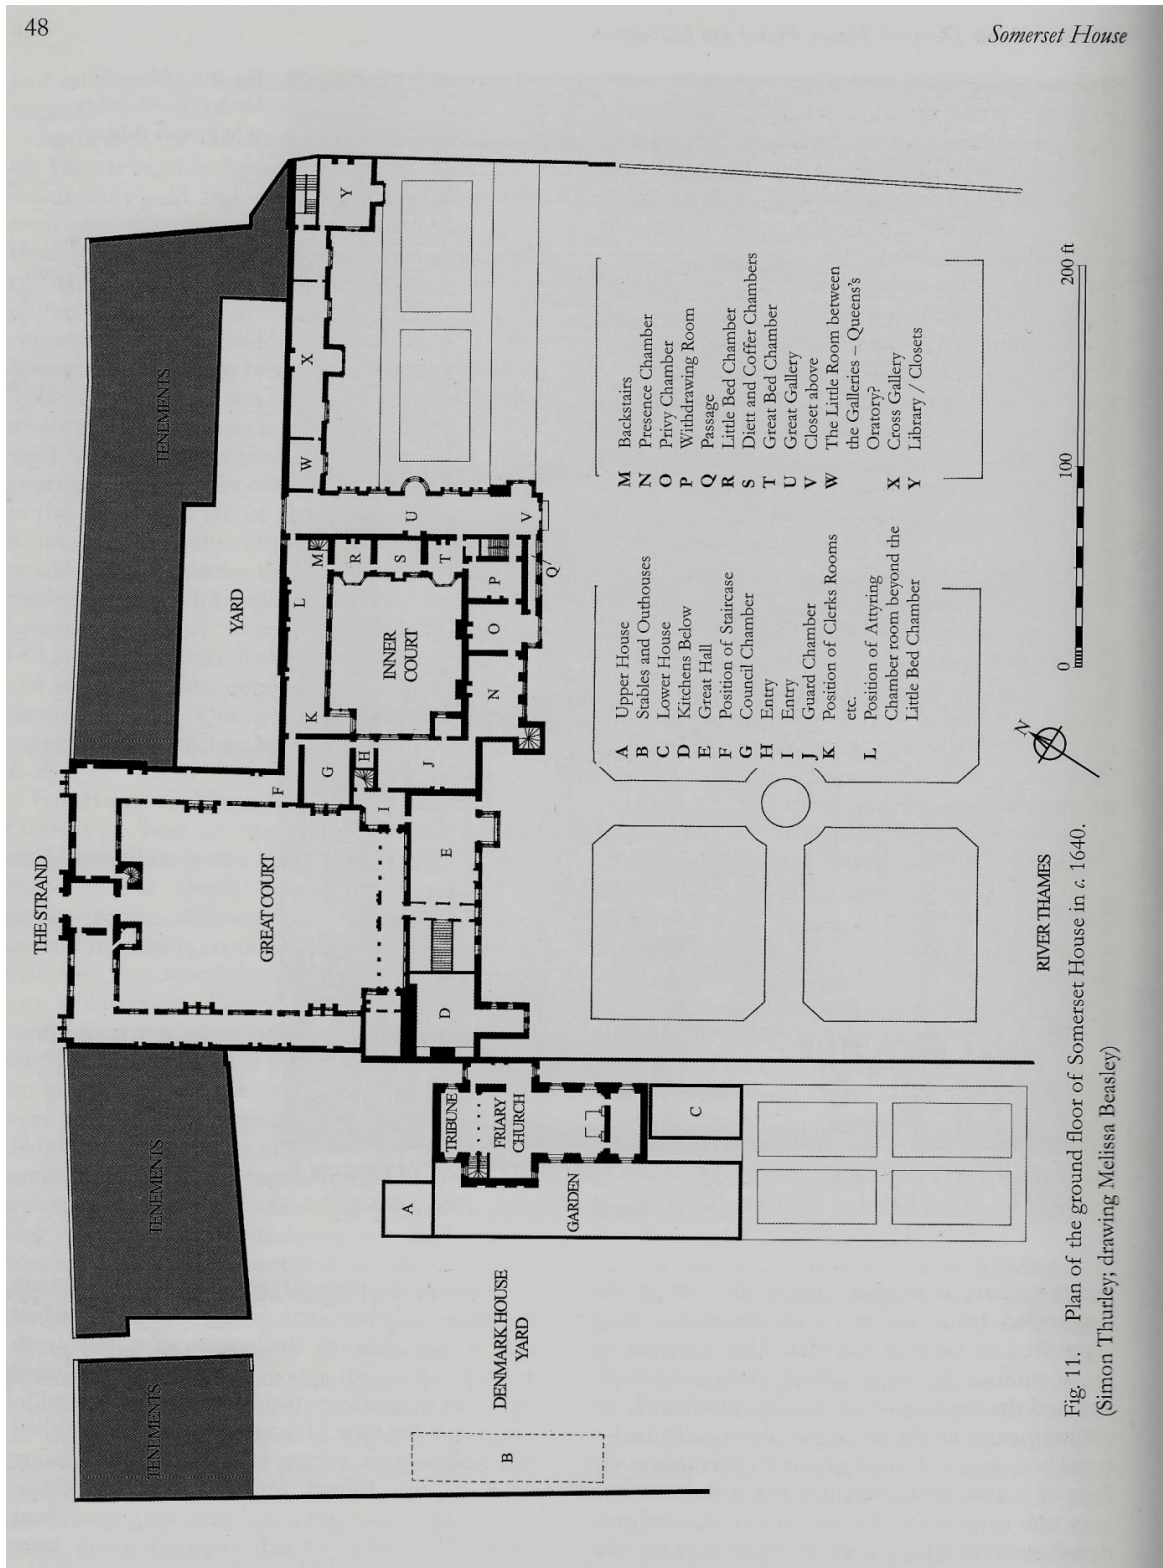 48
Somerset House
THE STRAND
TENEMENTS
TENEMENTS
TENEMENTS
YARD
GREAT COURT
INNER
COURT
F
G
H
I
J
K
L
M
N
O
P
Q
R
S
T
U
V
W
X
Y
E
D
TRIBUNE
FRIARY
CHURCH
C
A
GARDEN
DENMARK HOUSE
YARD
B
A Upper House
B Stables and Outhouses
C Lower House
D Kitchens Below
E Great Hall
F Position of Staircase
G Council Chamber
H Entry
I Entry
J Guard Chamber
K Position of Clerks Rooms
etc.
L Position of Attyring
Chamber room beyond the
Little Bed Chamber
M Backstairs
N Presence Chamber
O Privy Chamber
P Withdrawing Room
Q Passage
R Little Bed Chamber
S Diett and Coffer Chambers
T Great Bed Chamber
U Great Gallery
V Closet above
W The Little Room between
the Galleries – Queens's
Oratory?
X Cross Gallery
Y Library / Closets
N
0 100 200 ft
RIVER THAMES
Fig. 11. Plan of the ground floor of Somerset House in c. 1640.
(Simon Thurley; drawing Melissa Beasley)